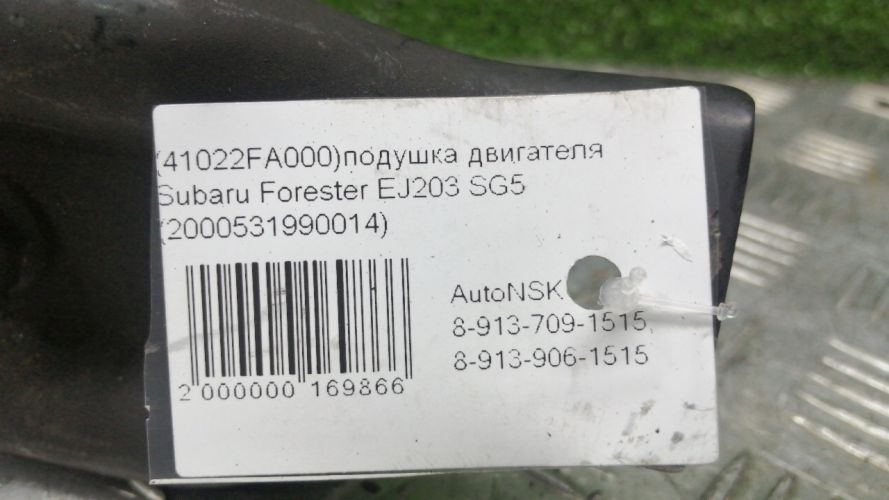 (41022FA000)подушка двигателя
Subaru Forester EJ203 SG5
(2000531990014)
AutoNSK
8-913-709-1515,
8-913-906-1515
2 000000 169866